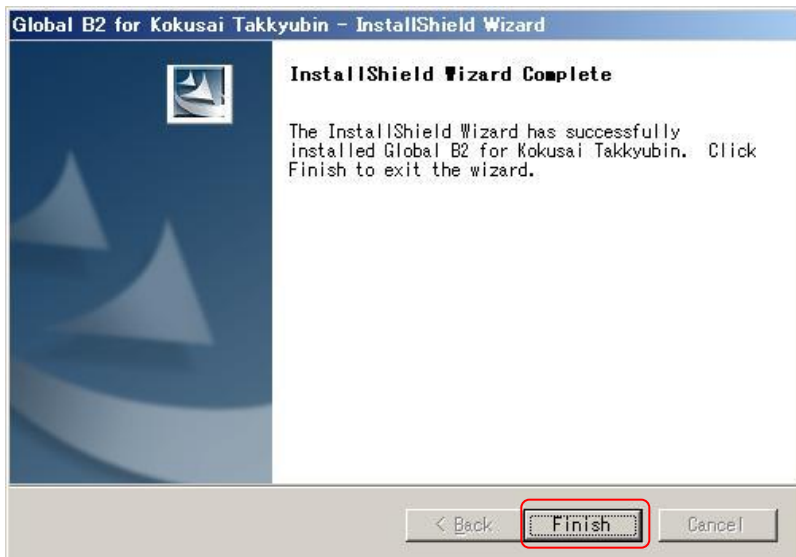 Global B2 for Kokusai Takkyubin - InstallShield Wizard
InstallShield Wizard Complete
The InstallShield Wizard has successfully
installed Global B2 for Kokusai Takkyubin. Click
Finish to exit the wizard.
< Back
Finish
Cancel